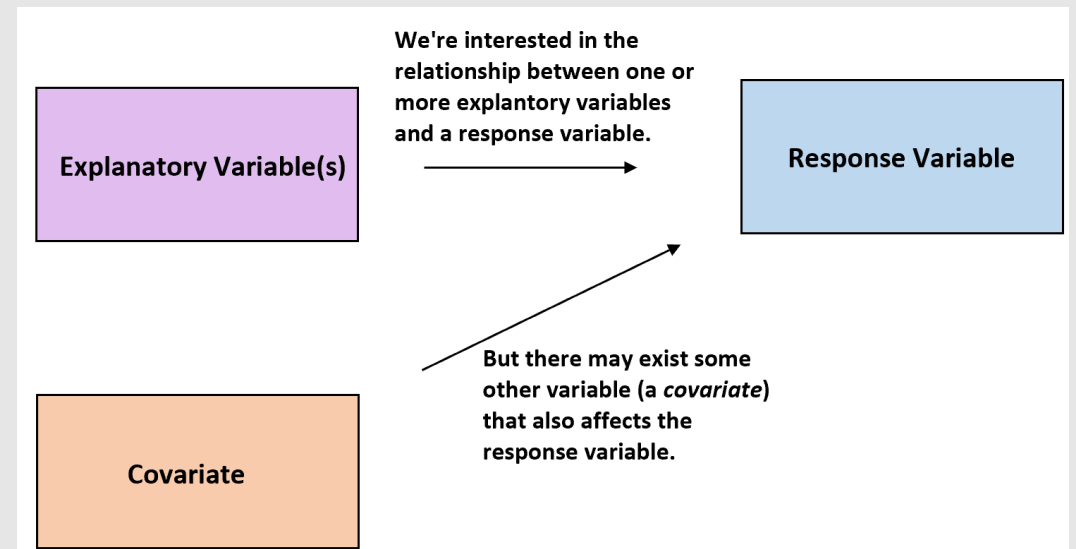 We're interested in the
relationship between one or
more explantory variables
and a response variable.
Explanatory Variable(s)
Response Variable
But there may exist some
other variable (a covariate)
that also affects the
response variable.
Covariate